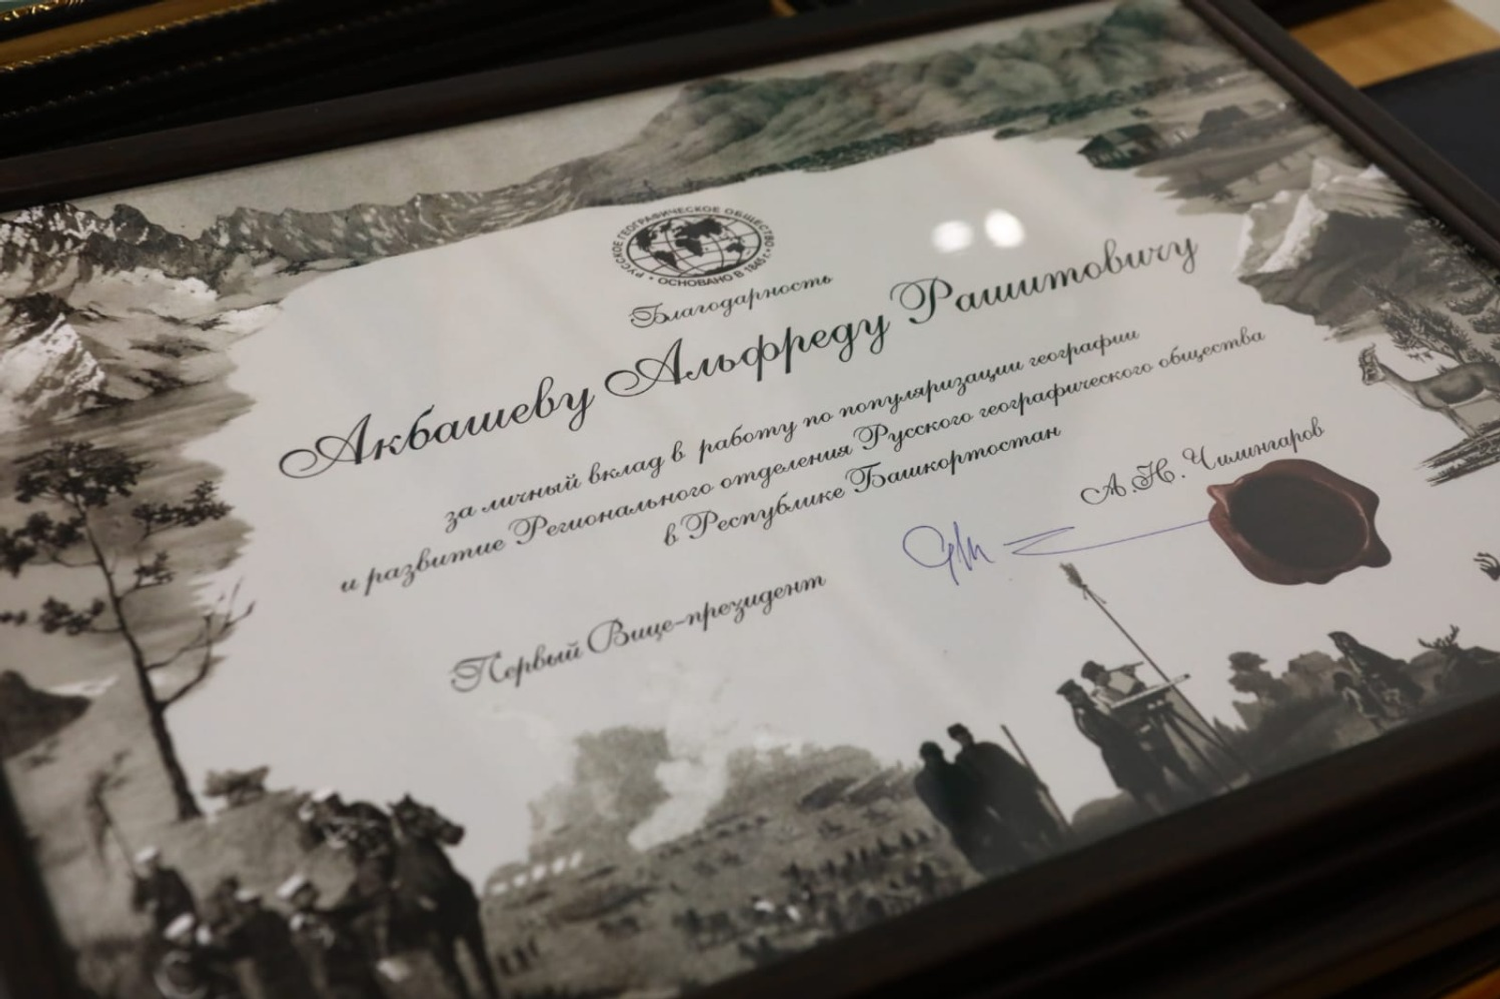 РУССКОЕ ГЕОГРАФИЧЕСКОЕ ОБЩЕСТВО
• ОСНОВАНО В 1845 г. •
Благодарность
Акбашеву Альфреду Рашитовичу
за личный вклад в работу по популяризации географии
и развитие Регионального отделения Русского географического общества
в Республике Башкортостан
А.Н. Чилингаров
Первый Вице-президент